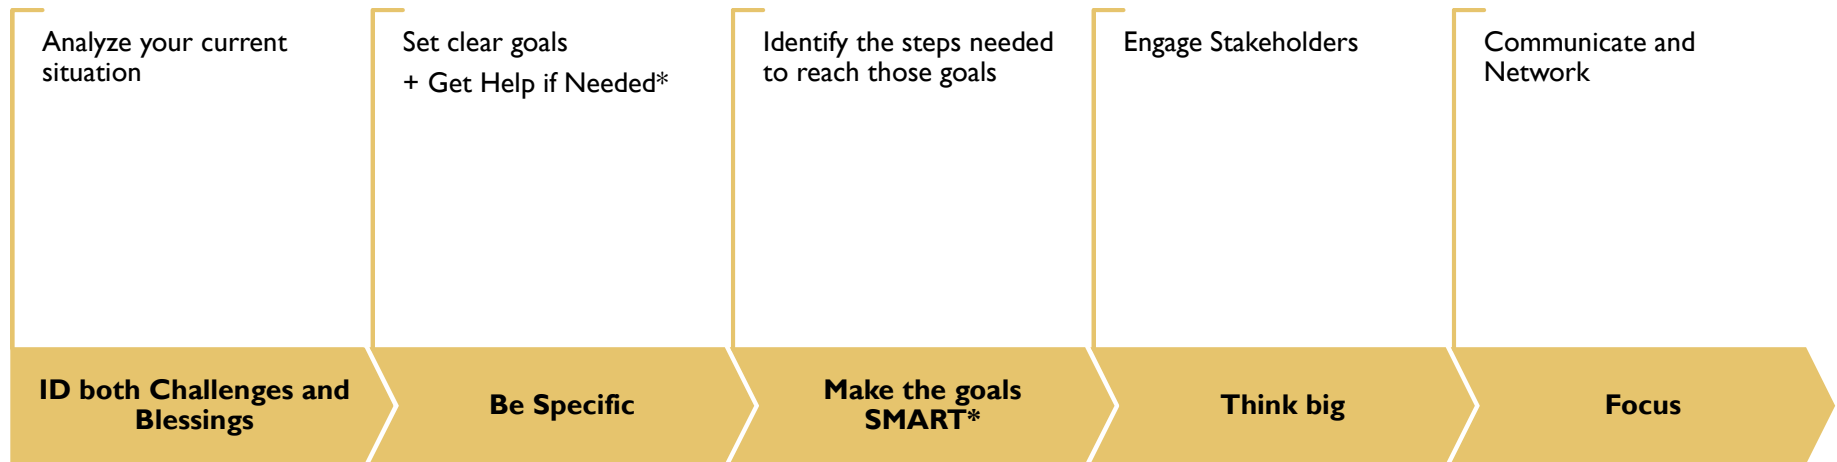 Analyze your current
situation
Set clear goals
+ Get Help if Needed*
Identify the steps needed
to reach those goals
Engage Stakeholders
Communicate and
Network
ID both Challenges and
Blessings
Be Specific
Make the goals
SMART*
Think big
Focus